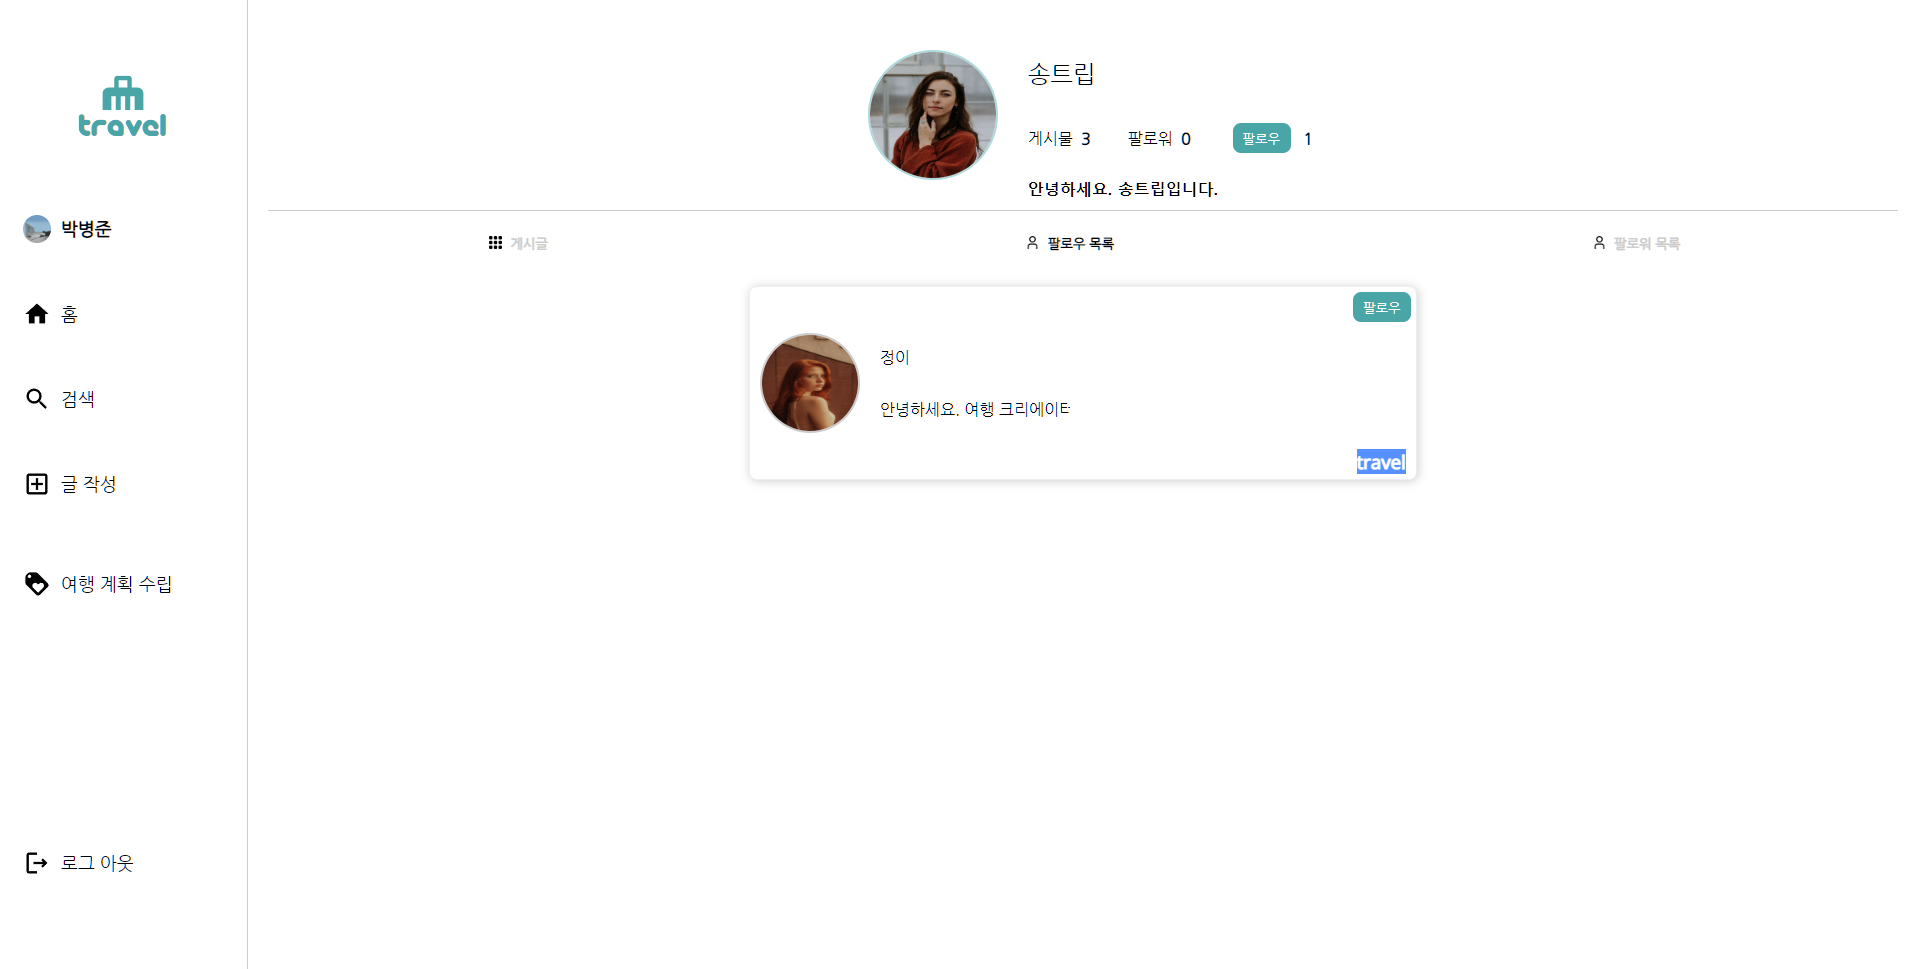 travel
박병준
홈
검색
글 작성
여행 계획 수립
로그 아웃
송트립
게시물 3 팔로워 0 팔로우 1
안녕하세요. 송트립입니다.
게시글 팔로우 목록 팔로워 목록
팔로우
정이
안녕하세요. 여행 크리에이터
travel